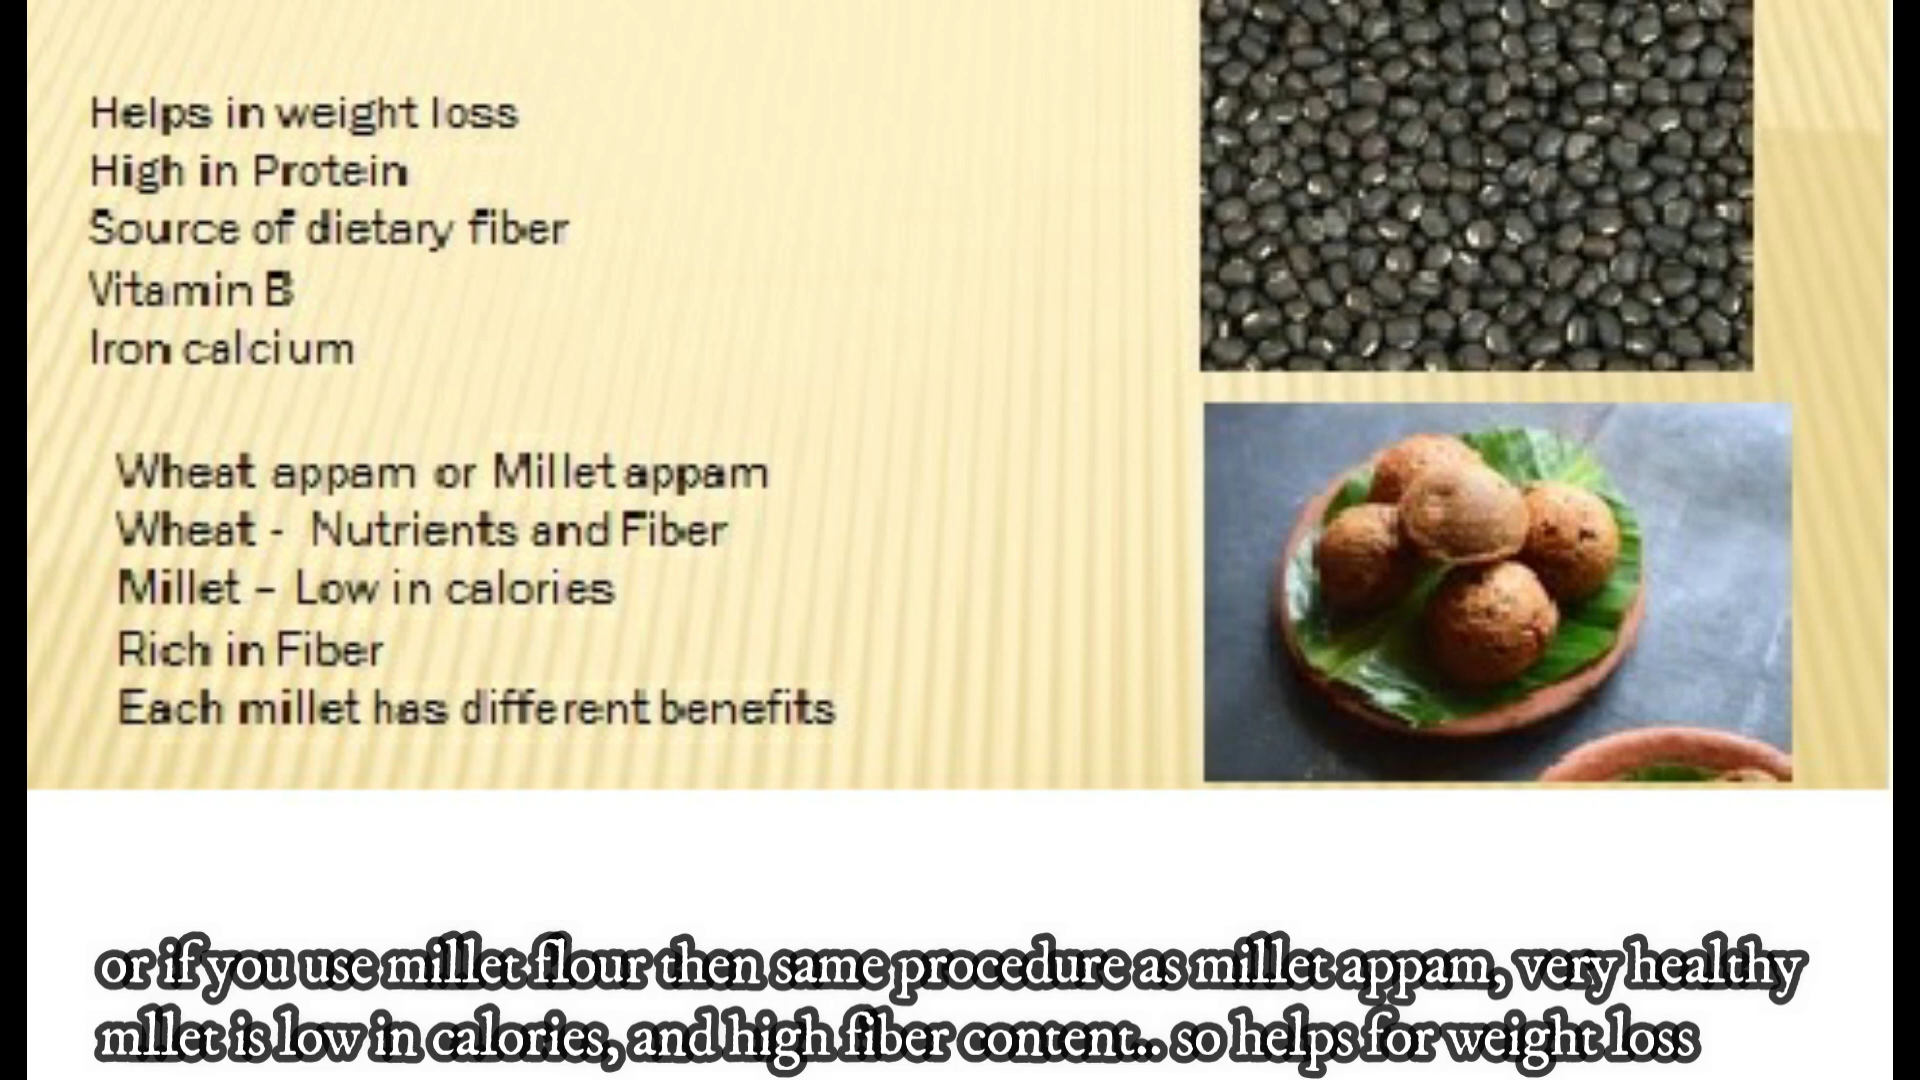 Helps in weight loss
High in Protein
Source of dietary fiber
Vitamin B
Iron calcium
Wheat appam or Millet appam
Wheat - Nutrients and Fiber
Millet – Low in calories
Rich in Fiber
Each millet has different benefits
or if you use millet flour then same procedure as millet appam, very healthy
mllet is low in calories, and high fiber content.. so helps for weight loss